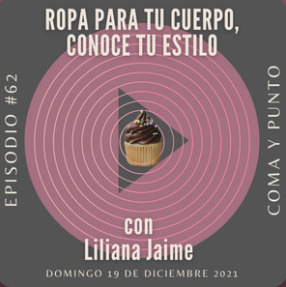 ROPA PARA TU CUERPO,
CONOCE TU ESTILO
EPISODIO #62
COMA Y PUNTO
con
Liliana Jaime
DOMINGO 19 DE DICIEMBRE 2021